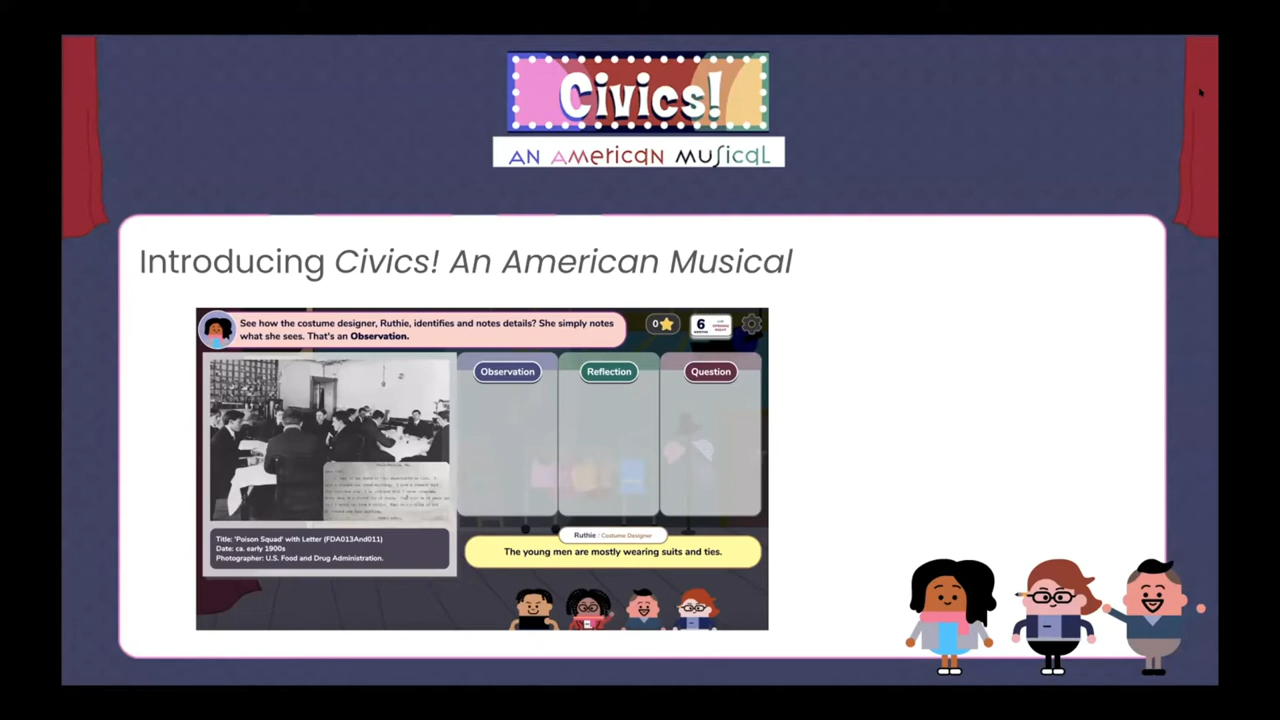 Civics!
AN AMERICAN MUSICAL
Introducing Civics! An American Musical
See how the costume designer, Ruthie, identifies and notes details? She simply notes
what she sees. That's an Observation.
0
6
Observation
Reflection
Question
Title: 'Poison Squad' with Letter (FDA013And011)
Date: ca. early 1900s
Photographer: U.S. Food and Drug Administration.
Ruthie / Costume Designer
The young men are mostly wearing suits and ties.